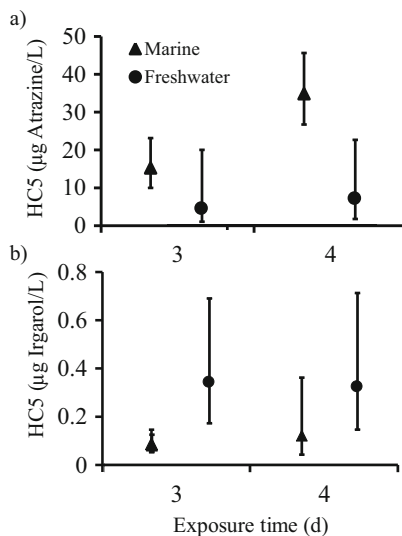 a)
HC5 (µg Atrazine/L)
50
40
30
20
10
0
Marine
Freshwater
3 4
b)
HC5 (µg Irgarol/L)
0.8
0.6
0.4
0.2
0
3 4
Exposure time (d)